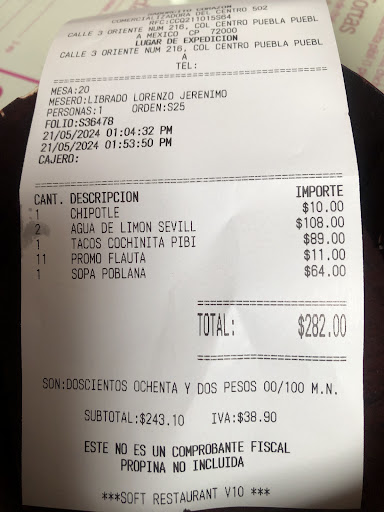 COMERCIALIZADORA DEL CENTRO 502
RFC:CCO211015S64
CALLE 3 ORIENTE NUM 216, COL CENTRO PUEBLA PUEBL
A MEXICO CP 72000
LUGAR DE EXPEDICION
CALLE 3 ORIENTE NUM 216, COL CENTRO PUEBLA PUEBL
A
TEL:
MESA:20
MESERO:LIBRADO LORENZO JERENIMO
PERSONAS:1 ORDEN:S25
FOLIO:S36478
21/05/2024 01:04:32 PM
21/05/2024 01:53:50 PM
CAJERO:
CANT. DESCRIPCION IMPORTE
1 CHIPOTLE $10.00
2 AGUA DE LIMON SEVILL $108.00
1 TACOS COCHINITA PIBI $89.00
11 PROMO FLAUTA $11.00
1 SOPA POBLANA $64.00
TOTAL: $282.00
SON:DOSCIENTOS OCHENTA Y DOS PESOS 00/100 M.N.
SUBTOTAL:$243.10 IVA:$38.90
ESTE NO ES UN COMPROBANTE FISCAL
PROPINA NO INCLUIDA
***SOFT RESTAURANT V10 ***